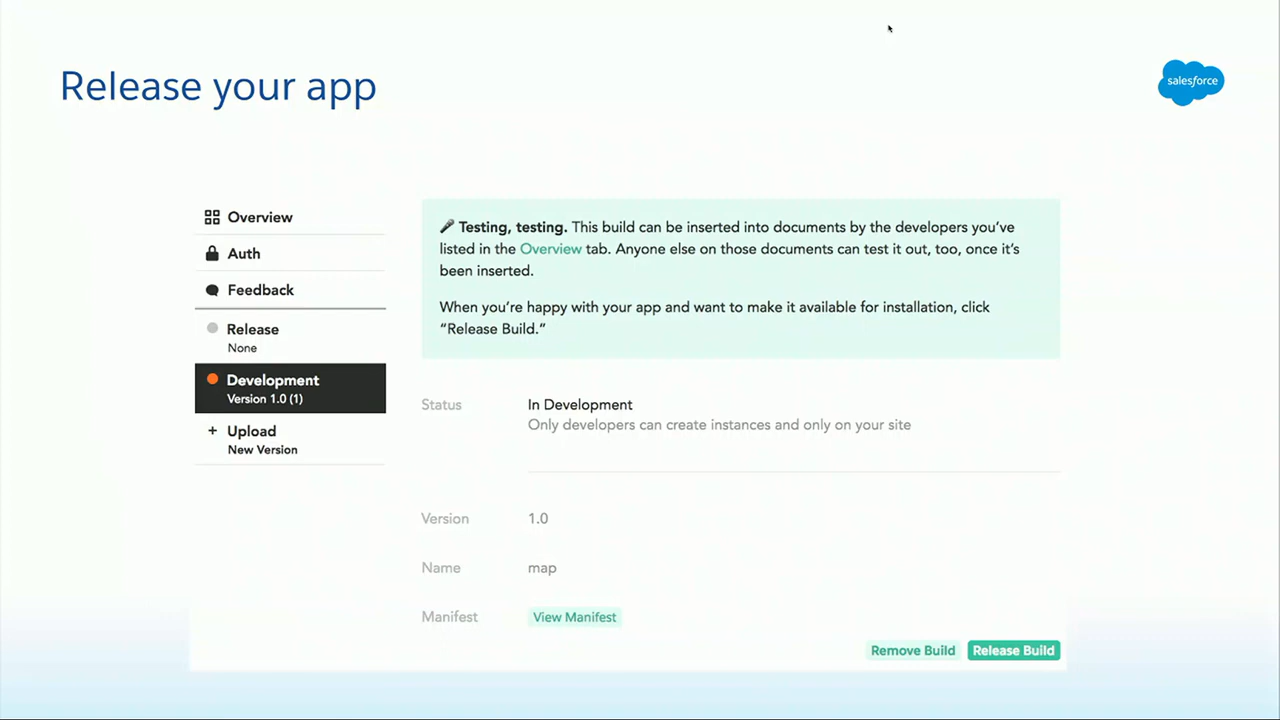 Release your app
salesforce
Overview
Auth
Feedback
Release
None
Development
Version 1.0 (1)
+ Upload
New Version
Testing, testing. This build can be inserted into documents by the developers you’ve
listed in the Overview tab. Anyone else on those documents can test it out, too, once it’s
been inserted.
When you’re happy with your app and want to make it available for installation, click
“Release Build.”
Status
In Development
Only developers can create instances and only on your site
Version
1.0
Name
map
Manifest
View Manifest
Remove Build
Release Build